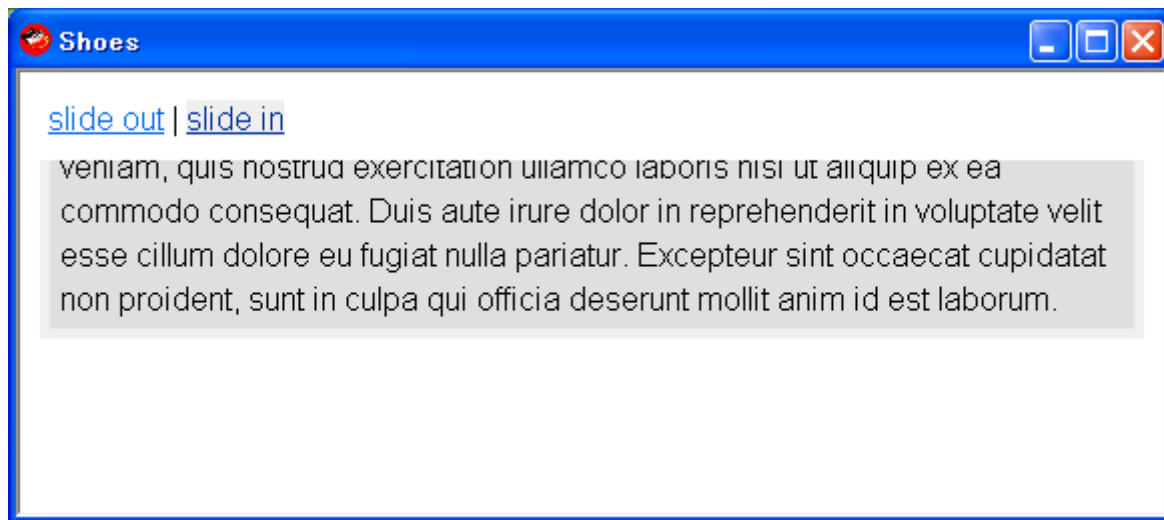 Shoes
slide out | slide in
veniam, quis nostrud exercitation ullamco laboris nisi ut aliquip ex ea
commodo consequat. Duis aute irure dolor in reprehenderit in voluptate velit
esse cillum dolore eu fugiat nulla pariatur. Excepteur sint occaecat cupidatat
non proident, sunt in culpa qui officia deserunt mollit anim id est laborum.